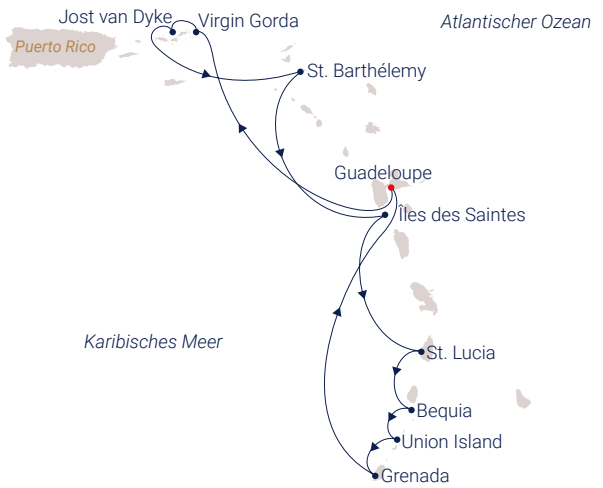 Jost van Dyke
Virgin Gorda
Atlantischer Ozean
Puerto Rico
St. Barthélemy
Guadeloupe
Îles des Saintes
Karibisches Meer
St. Lucia
Bequia
Union Island
Grenada